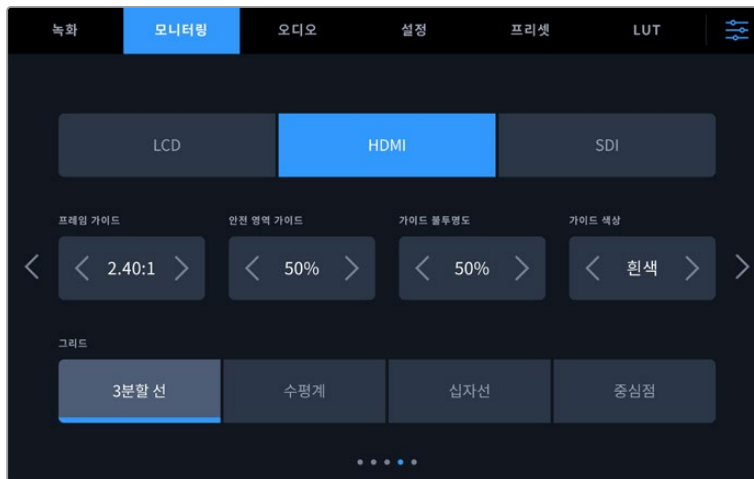 녹화 모니터링 오디오 설정 프리셋 LUT
LCD HDMI SDI
프레임 가이드 안전 영역 가이드 가이드 불투명도 가이드 색상
2.40:1 50% 50% 흰색
그리드
3분할 선 수평계 십자선 중심점